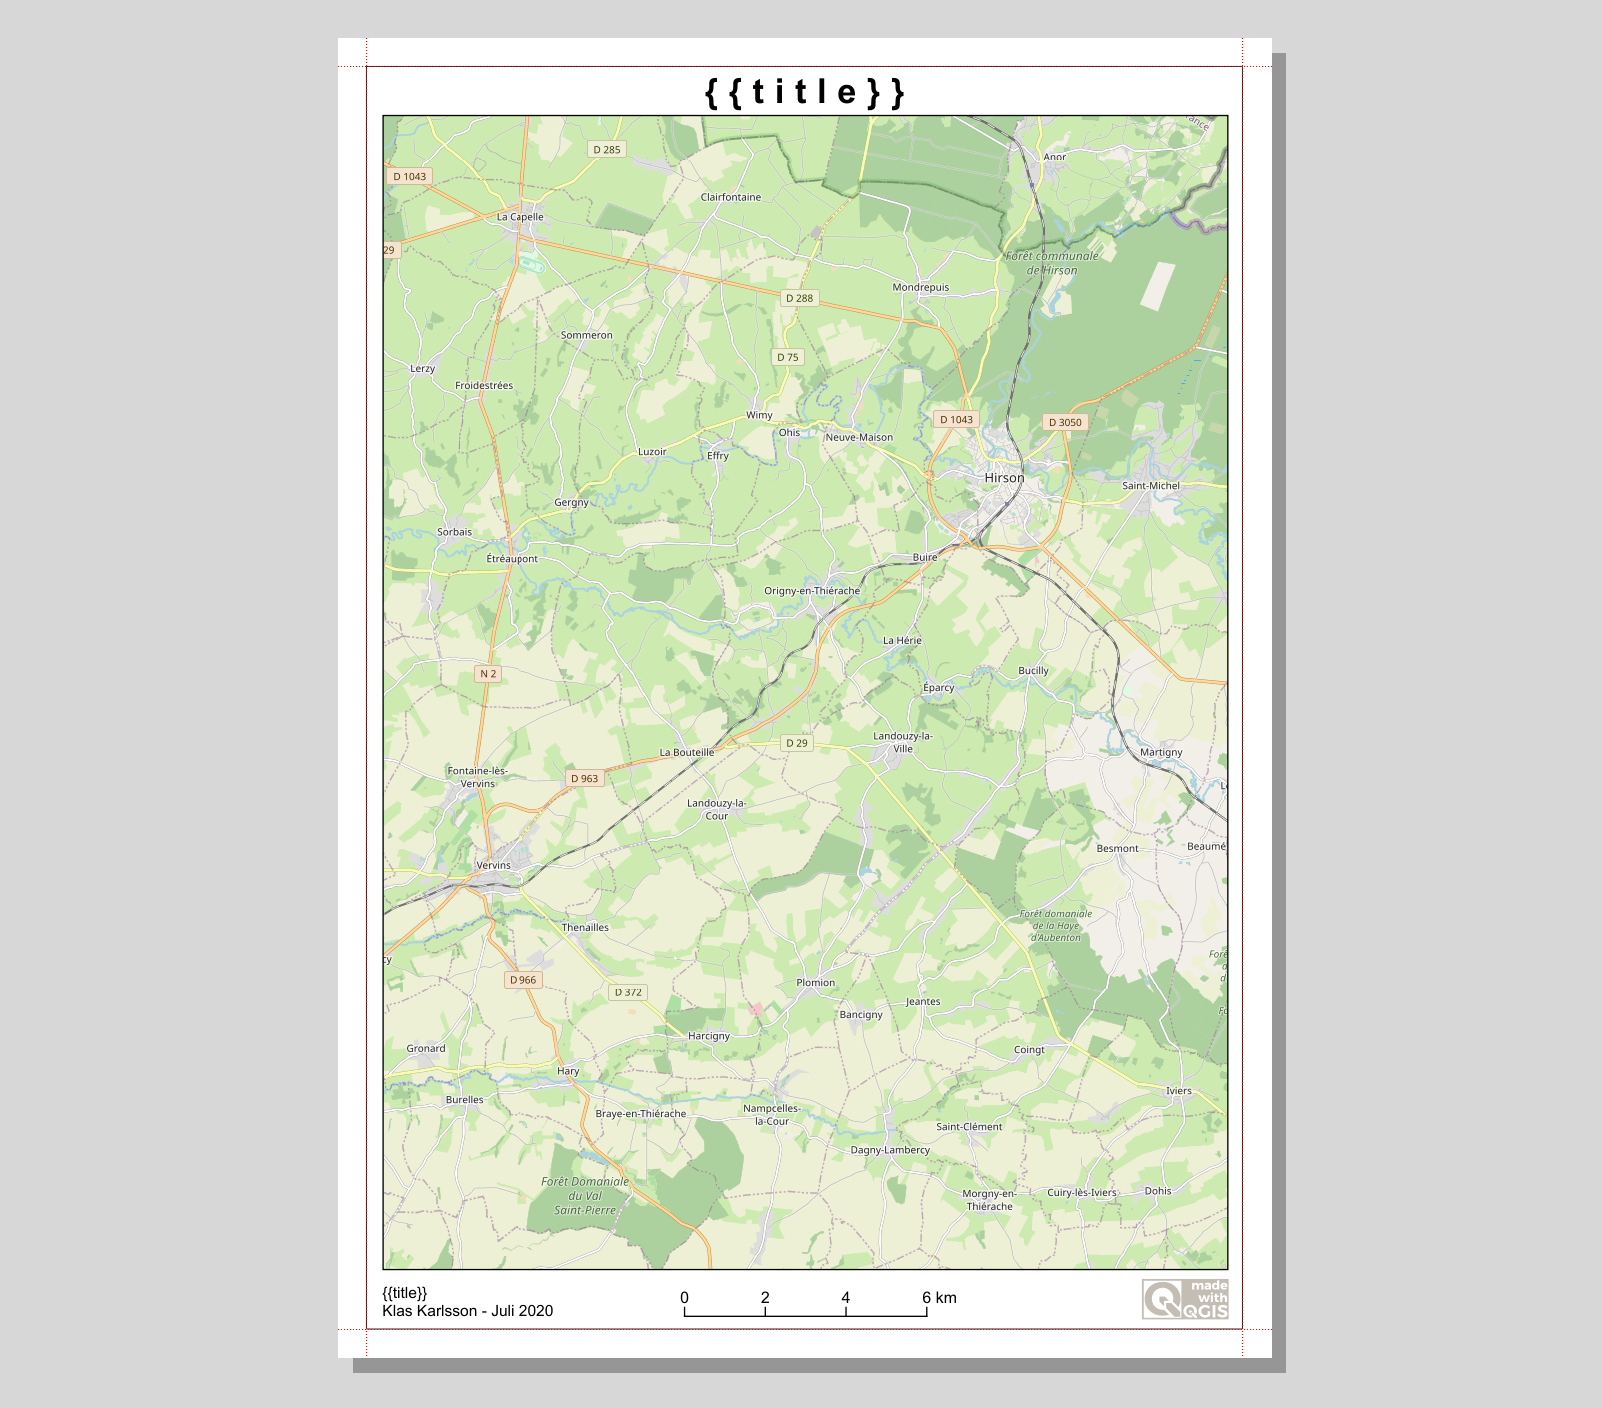 {{title}}
ance
Anor
D 285
D 1043
Clairfontaine
La Capelle
29
Forêt communale
de Hirson
Mondrepuis
D 288
Sommeron
D 75
Lerzy
Froidestrées
Wimy
D 1043
D 3050
Ohis
Neuve-Maison
Luzoir
Effry
Hirson
Saint-Michel
Gergny
Sorbais
Étréaupont
Buire
Origny-en-Thiérache
La Hérie
N 2
Bucilly
Éparcy
La Bouteille
D 29
Landouzy-la-
Ville
Martigny
Fontaine-lès-
Vervins
D 963
L
Landouzy-la-
Cour
Besmont
Beaumé
Vervins
Forêt domaniale
de la Haye
d'Aubenton
Thenailles
cy
Fore
a
d
D 966
D 372
Plomion
Jeantes
Bancigny
Fo
Harcigny
Gronard
Coingt
Hary
Iviers
Burelles
Braye-en-Thiérache
Nampcelles-
la-Cour
Saint-Clément
Dagny-Lambercy
Forêt Domaniale
du Val
Saint-Pierre
Morgny-en-
Thiérache
Cuiry-lès-Iviers
Dohis
{{title}}
Klas Karlsson - Juli 2020
0 2 4 6 km
made
with
QGIS